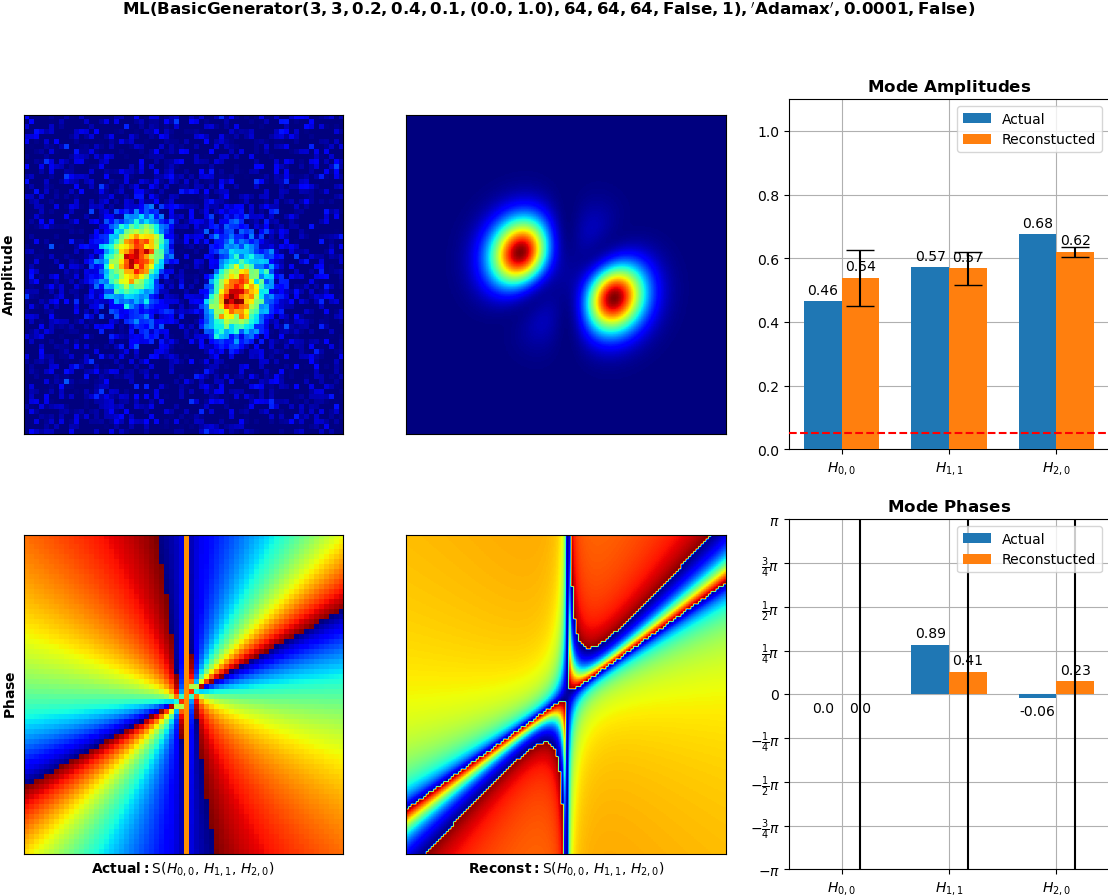 ML(BasicGenerator(3, 3, 0.2, 0.4, 0.1, (0.0, 1.0), 64, 64, 64, False, 1), 'Adamax', 0.0001, False)
Mode Amplitudes
Actual
Reconstucted
1.0
0.8
0.6
0.4
0.2
0.0
0.46
0.54
0.57
0.57
0.68
0.62
H0,0
H1,1
H2,0
Amplitude
Mode Phases
Actual
Reconstucted
π
3/4π
1/2π
1/4π
0
−1/4π
−1/2π
−3/4π
−π
0.0
0.0
0.89
0.41
-0.06
0.23
H0,0
H1,1
H2,0
Phase
Actual: S(H0,0, H1,1, H2,0)
Reconst: S(H0,0, H1,1, H2,0)